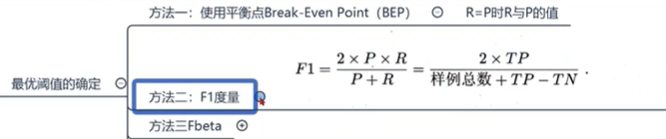 方法一：使用平衡点Break-Even Point（BEP） R=P时R与P的值
最优阈值的确定
F1 = \frac{2 × P × R}{P + R} = \frac{2 × TP}{样例总数 + TP − TN} .
方法二：F1度量
方法三Fbeta